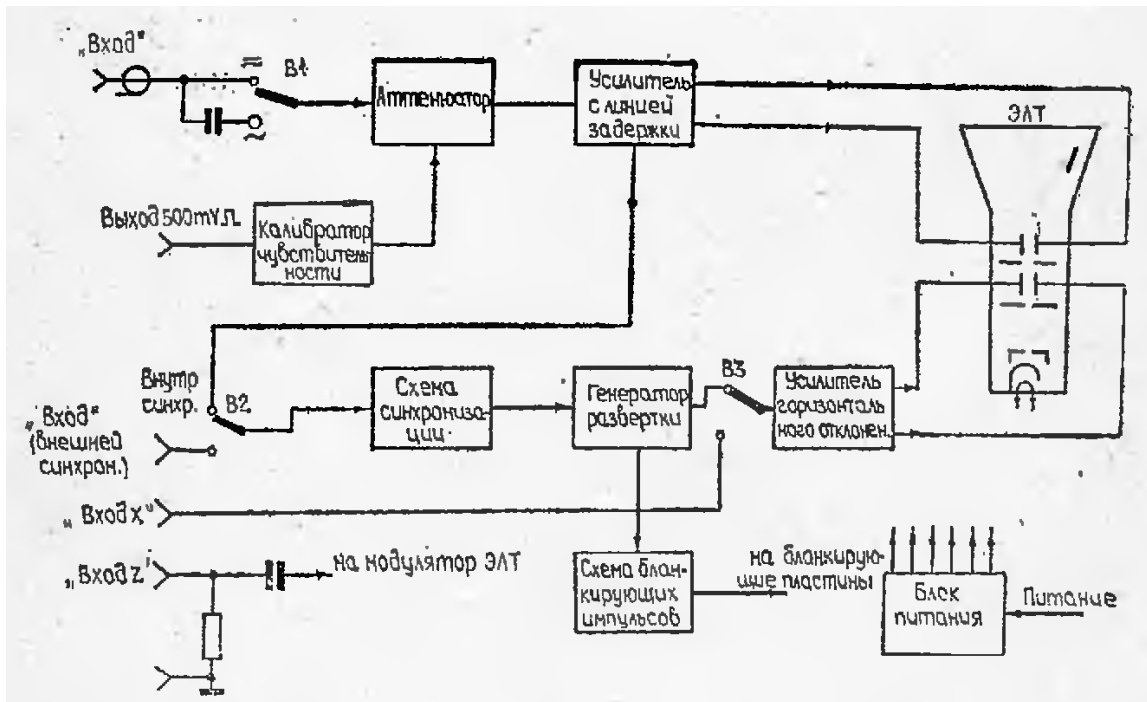 „Вход"
В1
Аттенюатор
Усилитель
с линией
задержки
ЭЛТ
Выход 500mV
Калибратор
чувствитель-
ности
Внутр
синхр.
В2
„Вход"
(внешней
синхрон.)
Схема
синхрониза-
ции
Генератор
развертки
В3
Усилитель
горизонталь
ного отклонен.
„Вход х"
„Вход z"
на модулятор ЭЛТ
Схема блан-
кирующих
импульсов
на бланкирую-
щие пластины
Блок
питания
Питание